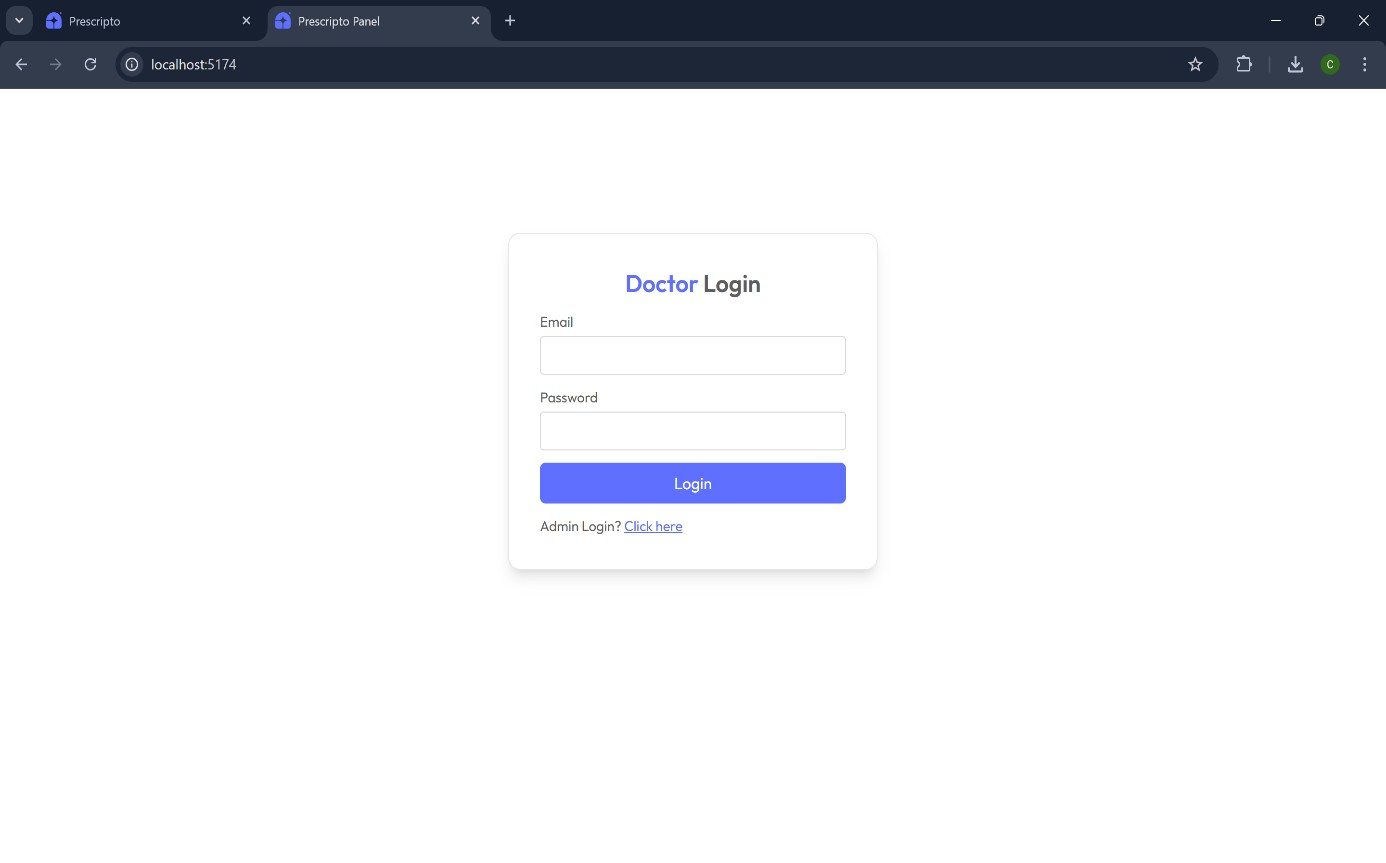 Prescripto
Prescripto Panel
localhost:5174
C
Doctor Login
Email
Password
Login
Admin Login? Click here